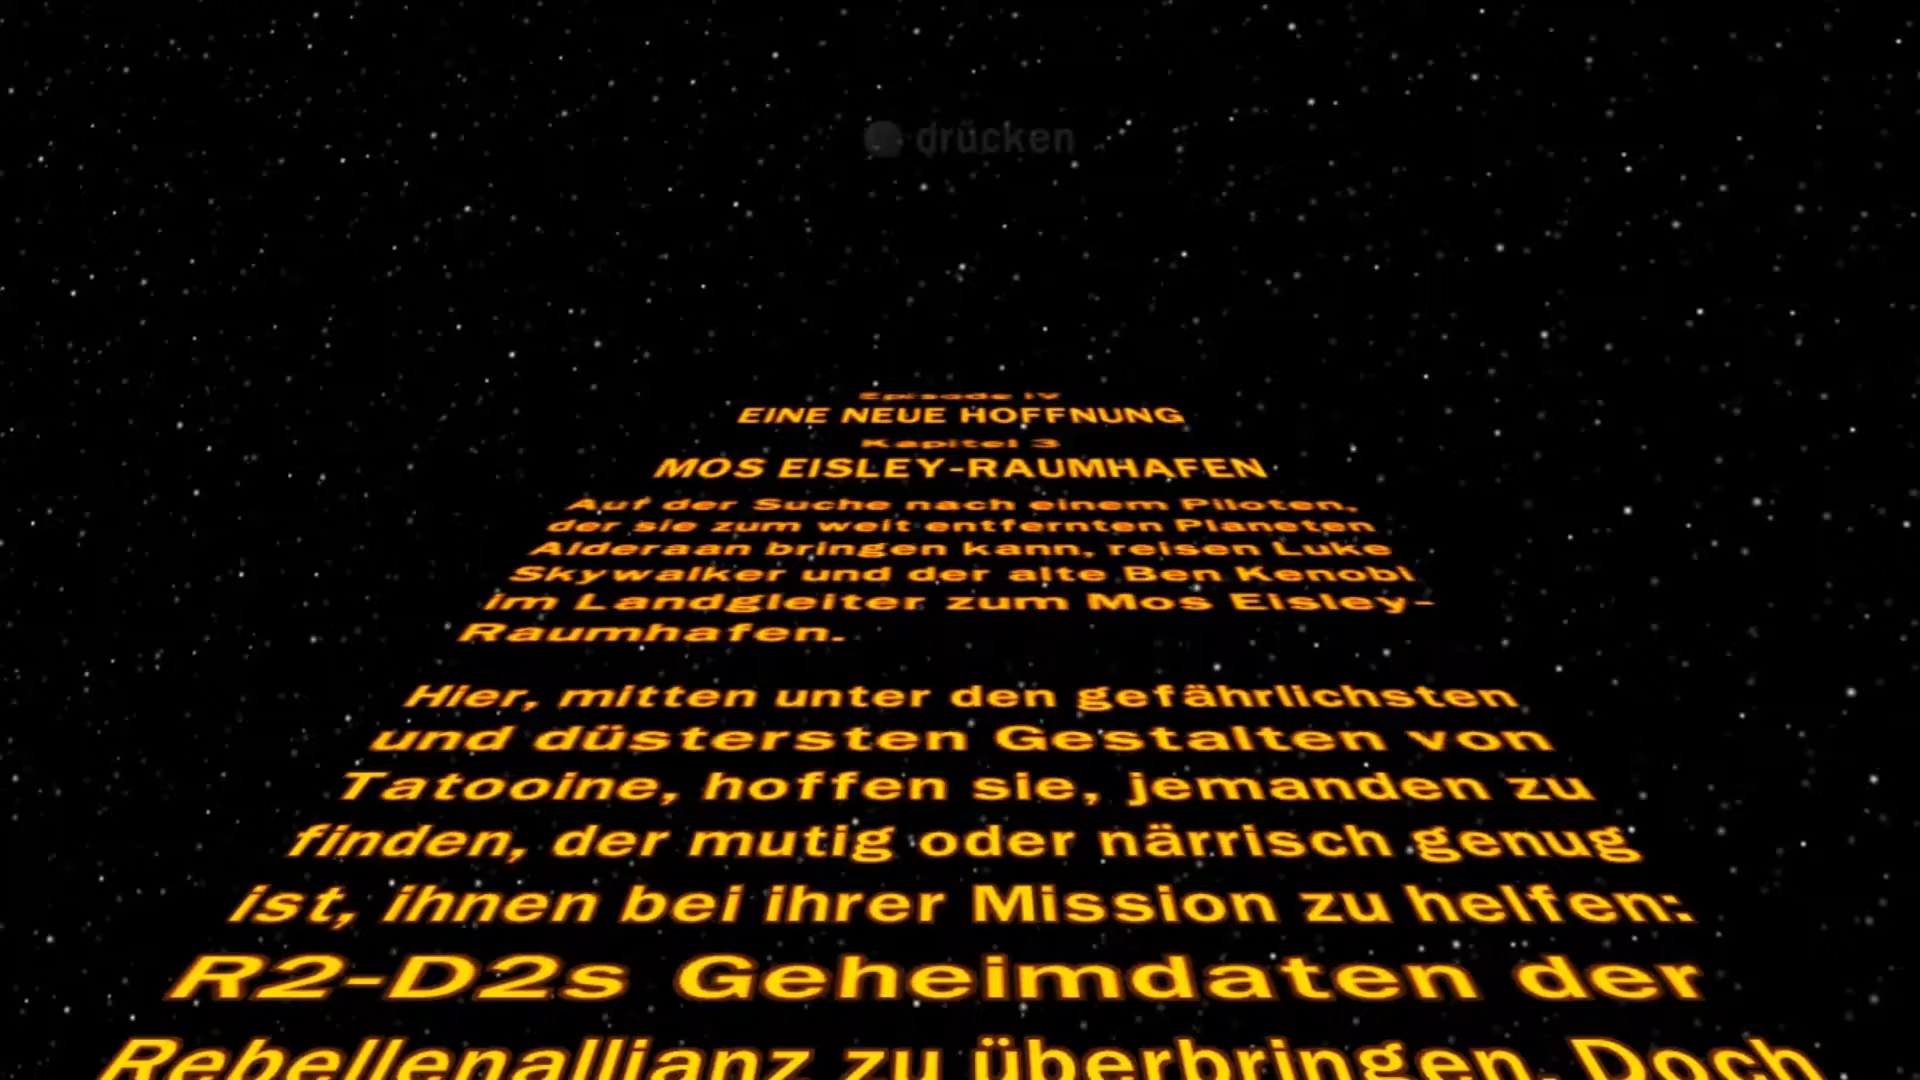 drücken
Episode IV
EINE NEUE HOFFNUNG
Kapitel 3
MOS EISLEY-RAUMHAFEN
Auf der Suche nach einem Piloten,
der sie zum weit entfernten Planeten
Alderaan bringen kann, reisen Luke
Skywalker und der alte Ben Kenobi
im Landgleiter zum Mos Eisley-
Raumhafen.
Hier, mitten unter den gefährlichsten
und düstersten Gestalten von
Tatooine, hoffen sie, jemanden zu
finden, der mutig oder närrisch genug
ist, ihnen bei ihrer Mission zu helfen:
R2-D2s Geheimdaten der
Rebellenallianz zu überbringen. Doch